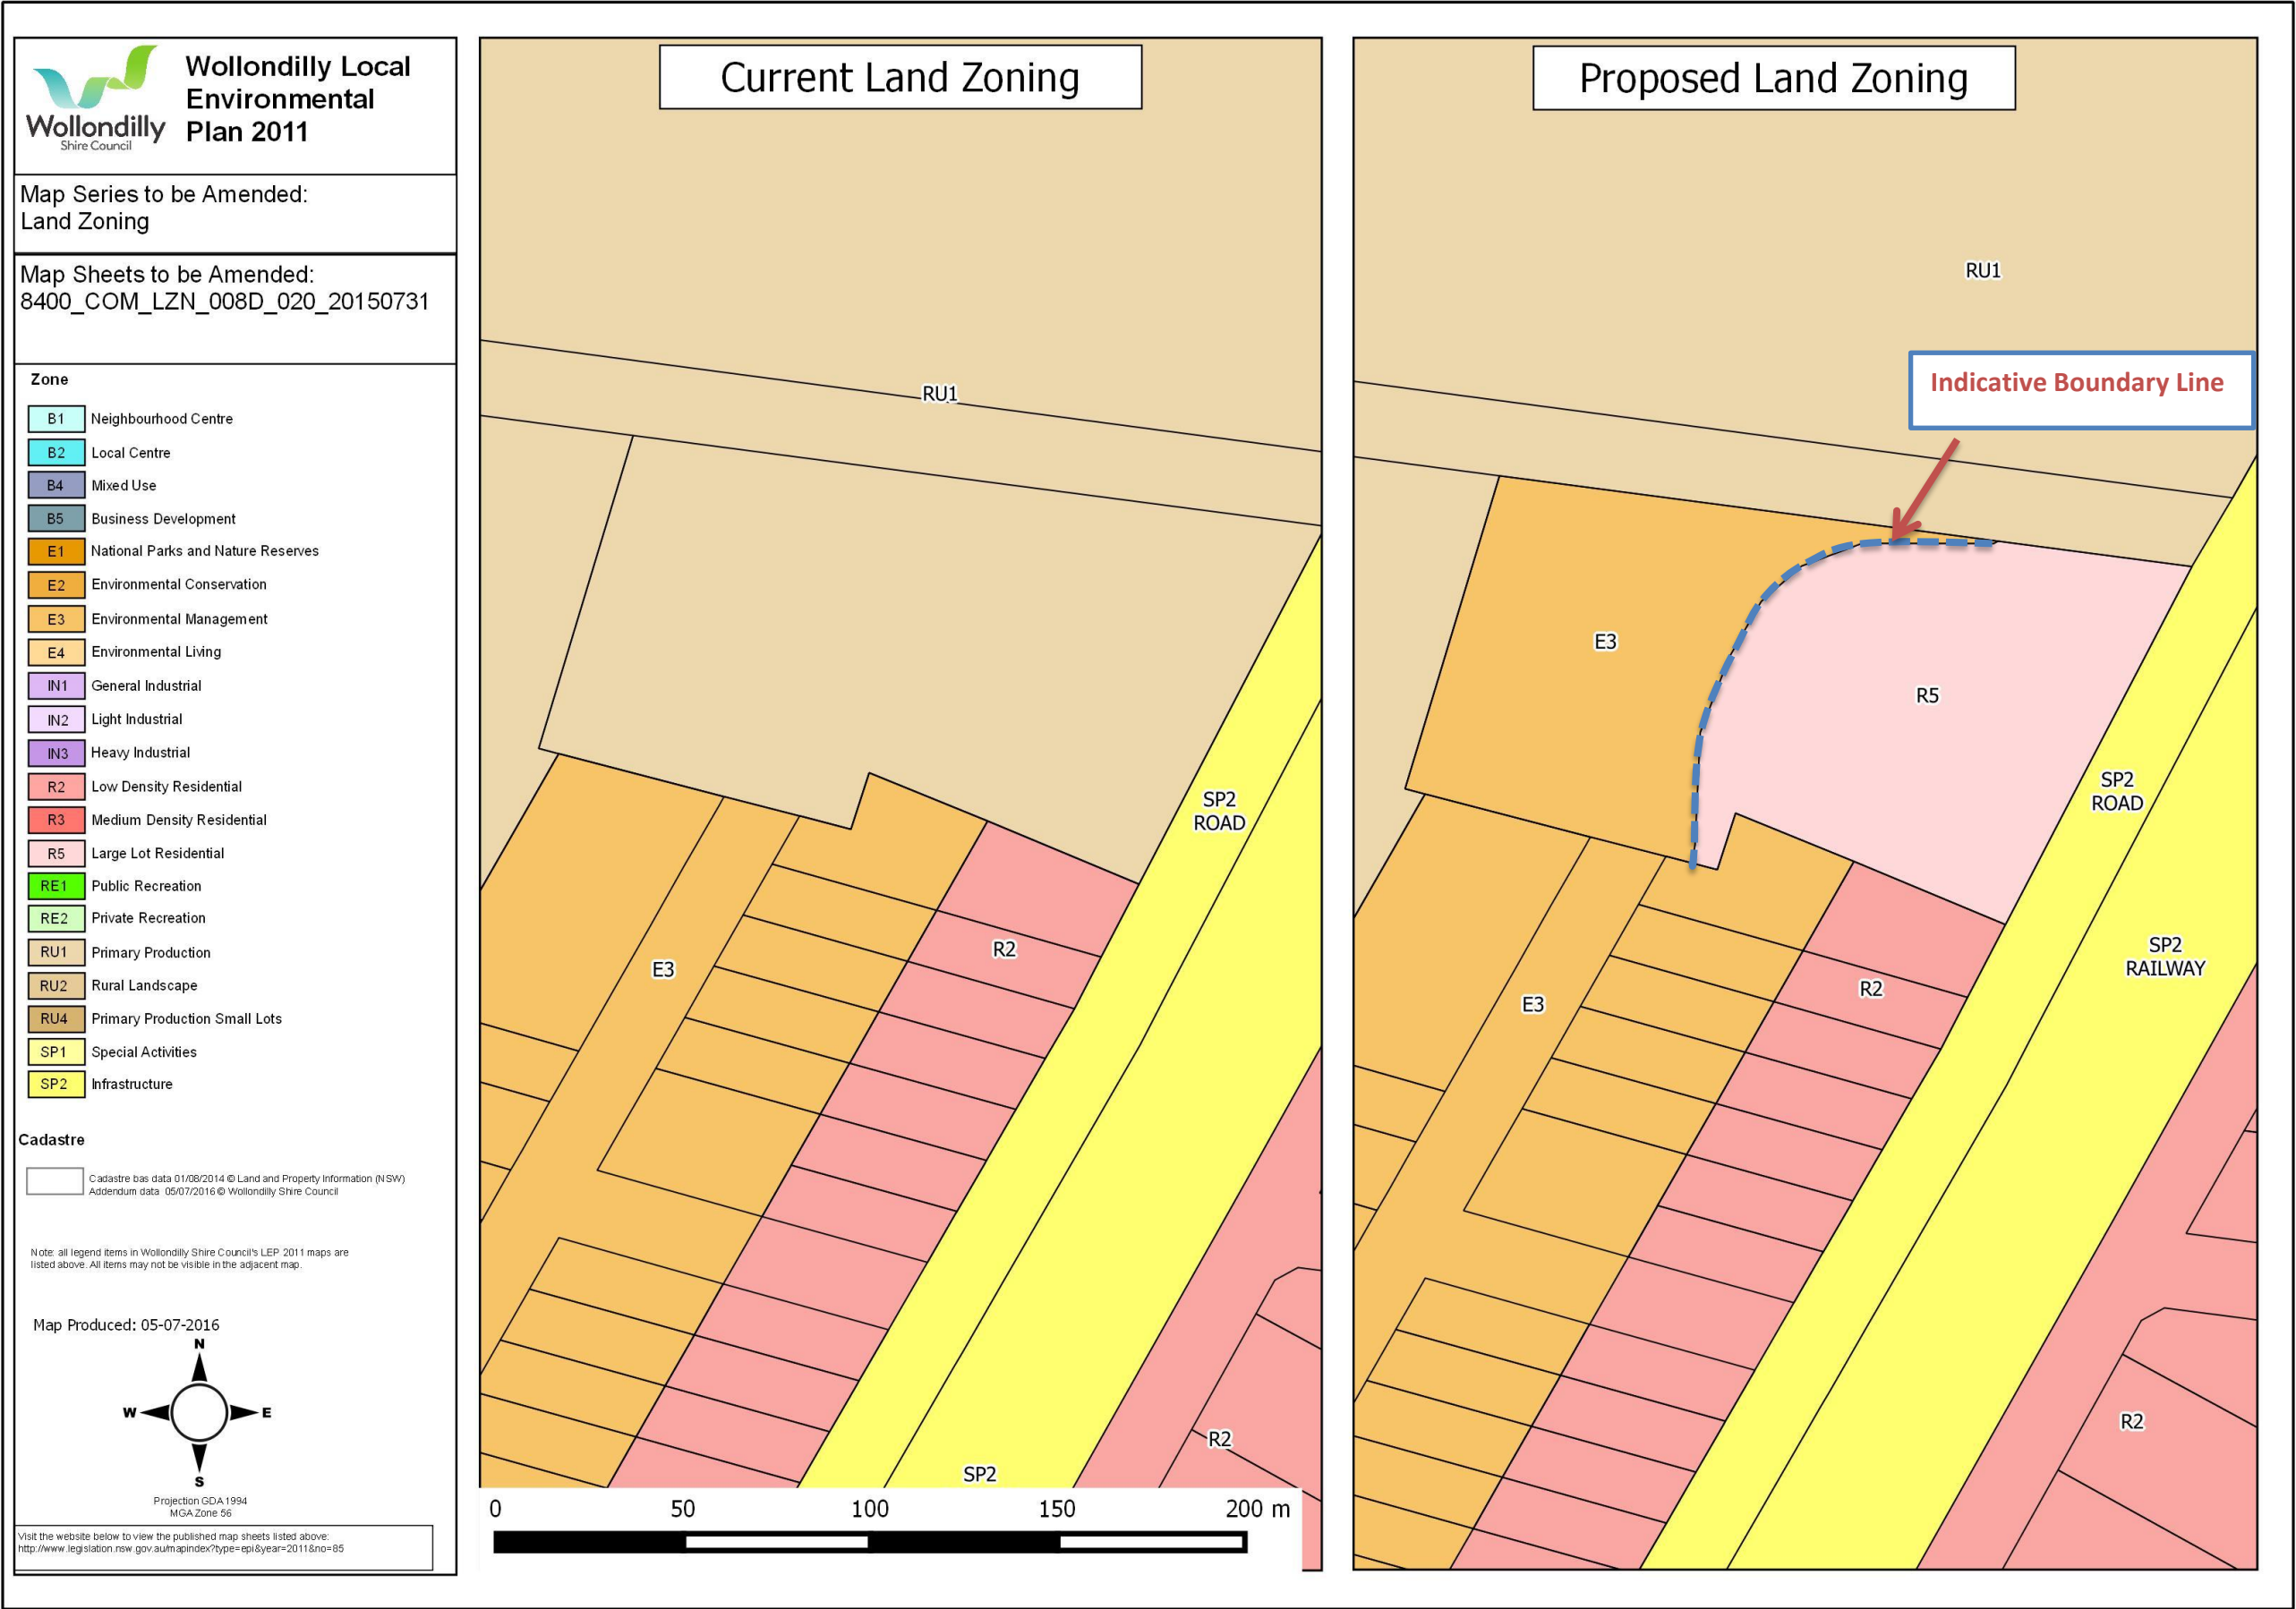 Wollondilly
Shire Council
Wollondilly Local
Environmental
Plan 2011
Map Series to be Amended:
Land Zoning
Map Sheets to be Amended:
8400_COM_LZN_008D_020_20150731
Zone
B1 Neighbourhood Centre
B2 Local Centre
B4 Mixed Use
B5 Business Development
E1 National Parks and Nature Reserves
E2 Environmental Conservation
E3 Environmental Management
E4 Environmental Living
IN1 General Industrial
IN2 Light Industrial
IN3 Heavy Industrial
R2 Low Density Residential
R3 Medium Density Residential
R5 Large Lot Residential
RE1 Public Recreation
RE2 Private Recreation
RU1 Primary Production
RU2 Rural Landscape
RU4 Primary Production Small Lots
SP1 Special Activities
SP2 Infrastructure
Cadastre
Cadastre bas data 01/08/2014 © Land and Property Information (NSW)
Addendum data 05/07/2016 © Wollondilly Shire Council
Note: all legend items in Wollondilly Shire Council's LEP 2011 maps are
listed above. All items may not be visible in the adjacent map.
Map Produced: 05-07-2016
N
W E
S
Projection GDA 1994
MGA Zone 56
Visit the website below to view the published map sheets listed above:
http://www.legislation.nsw.gov.au/mapindex?type=epi&year=2011&no=85
Current Land Zoning
RU1
SP2
ROAD
R2
E3
R2
SP2
0 50 100 150 200 m
Proposed Land Zoning
RU1
Indicative Boundary Line
E3
R5
SP2
ROAD
SP2
RAILWAY
R2
E3
R2